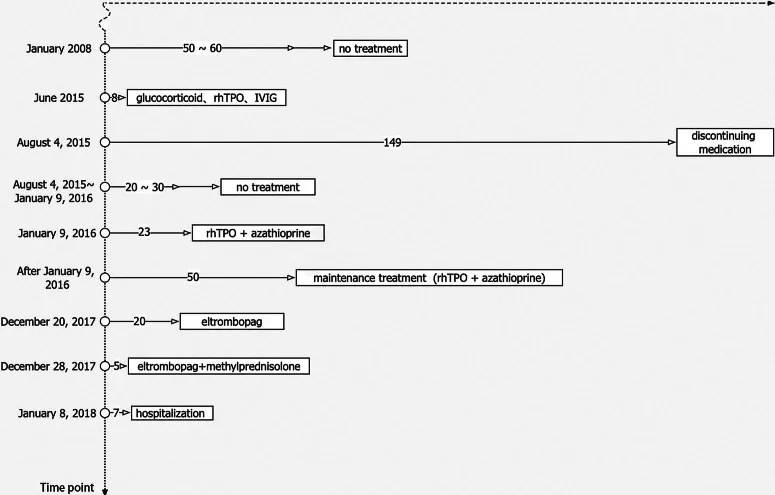 January 2008 50 ~ 60 no treatment
June 2015 8 glucocorticoid、rhTPO、IVIG
August 4, 2015 149 discontinuing
medication
August 4, 2015~
January 9, 2016 20 ~ 30 no treatment
January 9, 2016 23 rhTPO + azathioprine
After January 9,
2016 50 maintenance treatment (rhTPO + azathioprine)
December 20, 2017 20 eltrombopag
December 28, 2017 5 eltrombopag+methylprednisolone
January 8, 2018 7 hospitalization
Time point